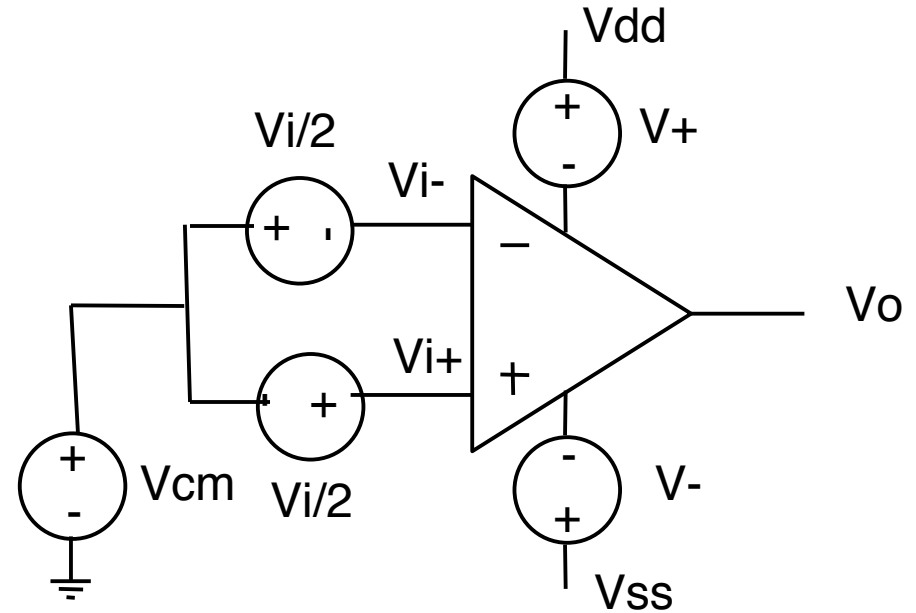 Vdd
+
V+
-
Vi/2
Vi-
+ -
−
Vo
Vi+
+
- +
+
Vcm
-
Vi/2
-
V-
+
Vss